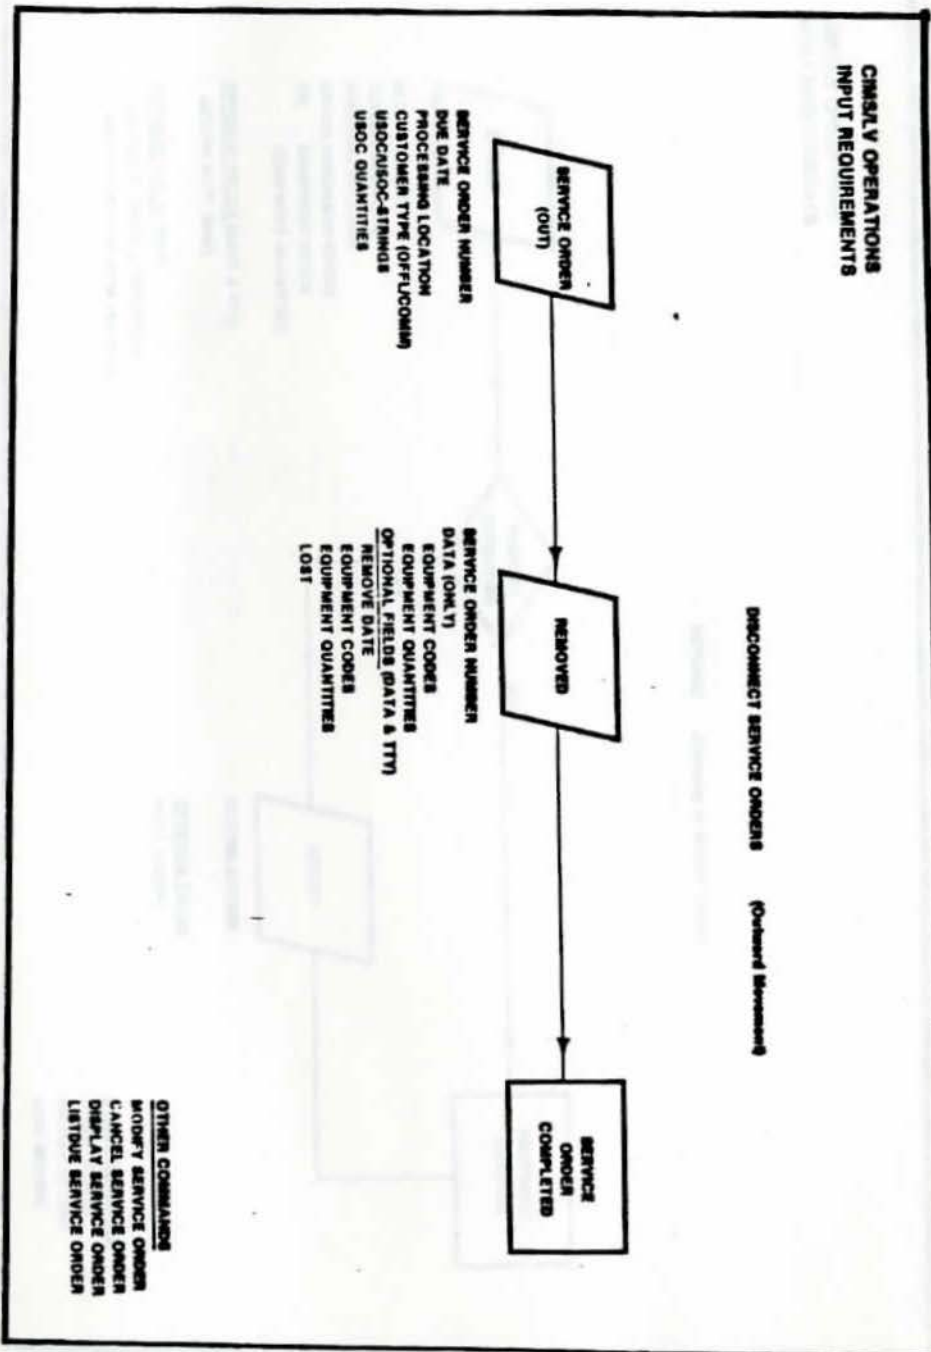 CIMS/LV OPERATIONS
INPUT REQUIREMENTS
DISCONNECT SERVICE ORDERS (Outward Movement)
SERVICE ORDER
(OUT)
REMOVED
SERVICE
ORDER
COMPLETED
SERVICE ORDER NUMBER
DUE DATE
PROCESSING LOCATION
CUSTOMER TYPE (OFFL/COMM)
USOC/USOC-STRINGS
USOC QUANTITIES
SERVICE ORDER NUMBER
DATA (ONLY)
EQUIPMENT CODES
EQUIPMENT QUANTITIES
OPTIONAL FIELDS (DATA & TTY)
REMOVE DATE
EQUIPMENT CODES
EQUIPMENT QUANTITIES
LOST
OTHER COMMANDS
MODIFY SERVICE ORDER
CANCEL SERVICE ORDER
DISPLAY SERVICE ORDER
LISTDUE SERVICE ORDER